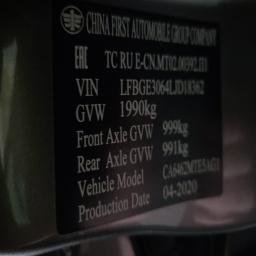 CHINA FIRST AUTOMOBILE GROUP COMPANY
EAC TC RU E-CN.MT02.00392.П1
VIN LFBGE3064LJD18362
GVW 1990kg
Front Axle GVW 999kg
Rear Axle GVW 991kg
Vehicle Model CA6462MTE5AG1
Production Date 04-2020